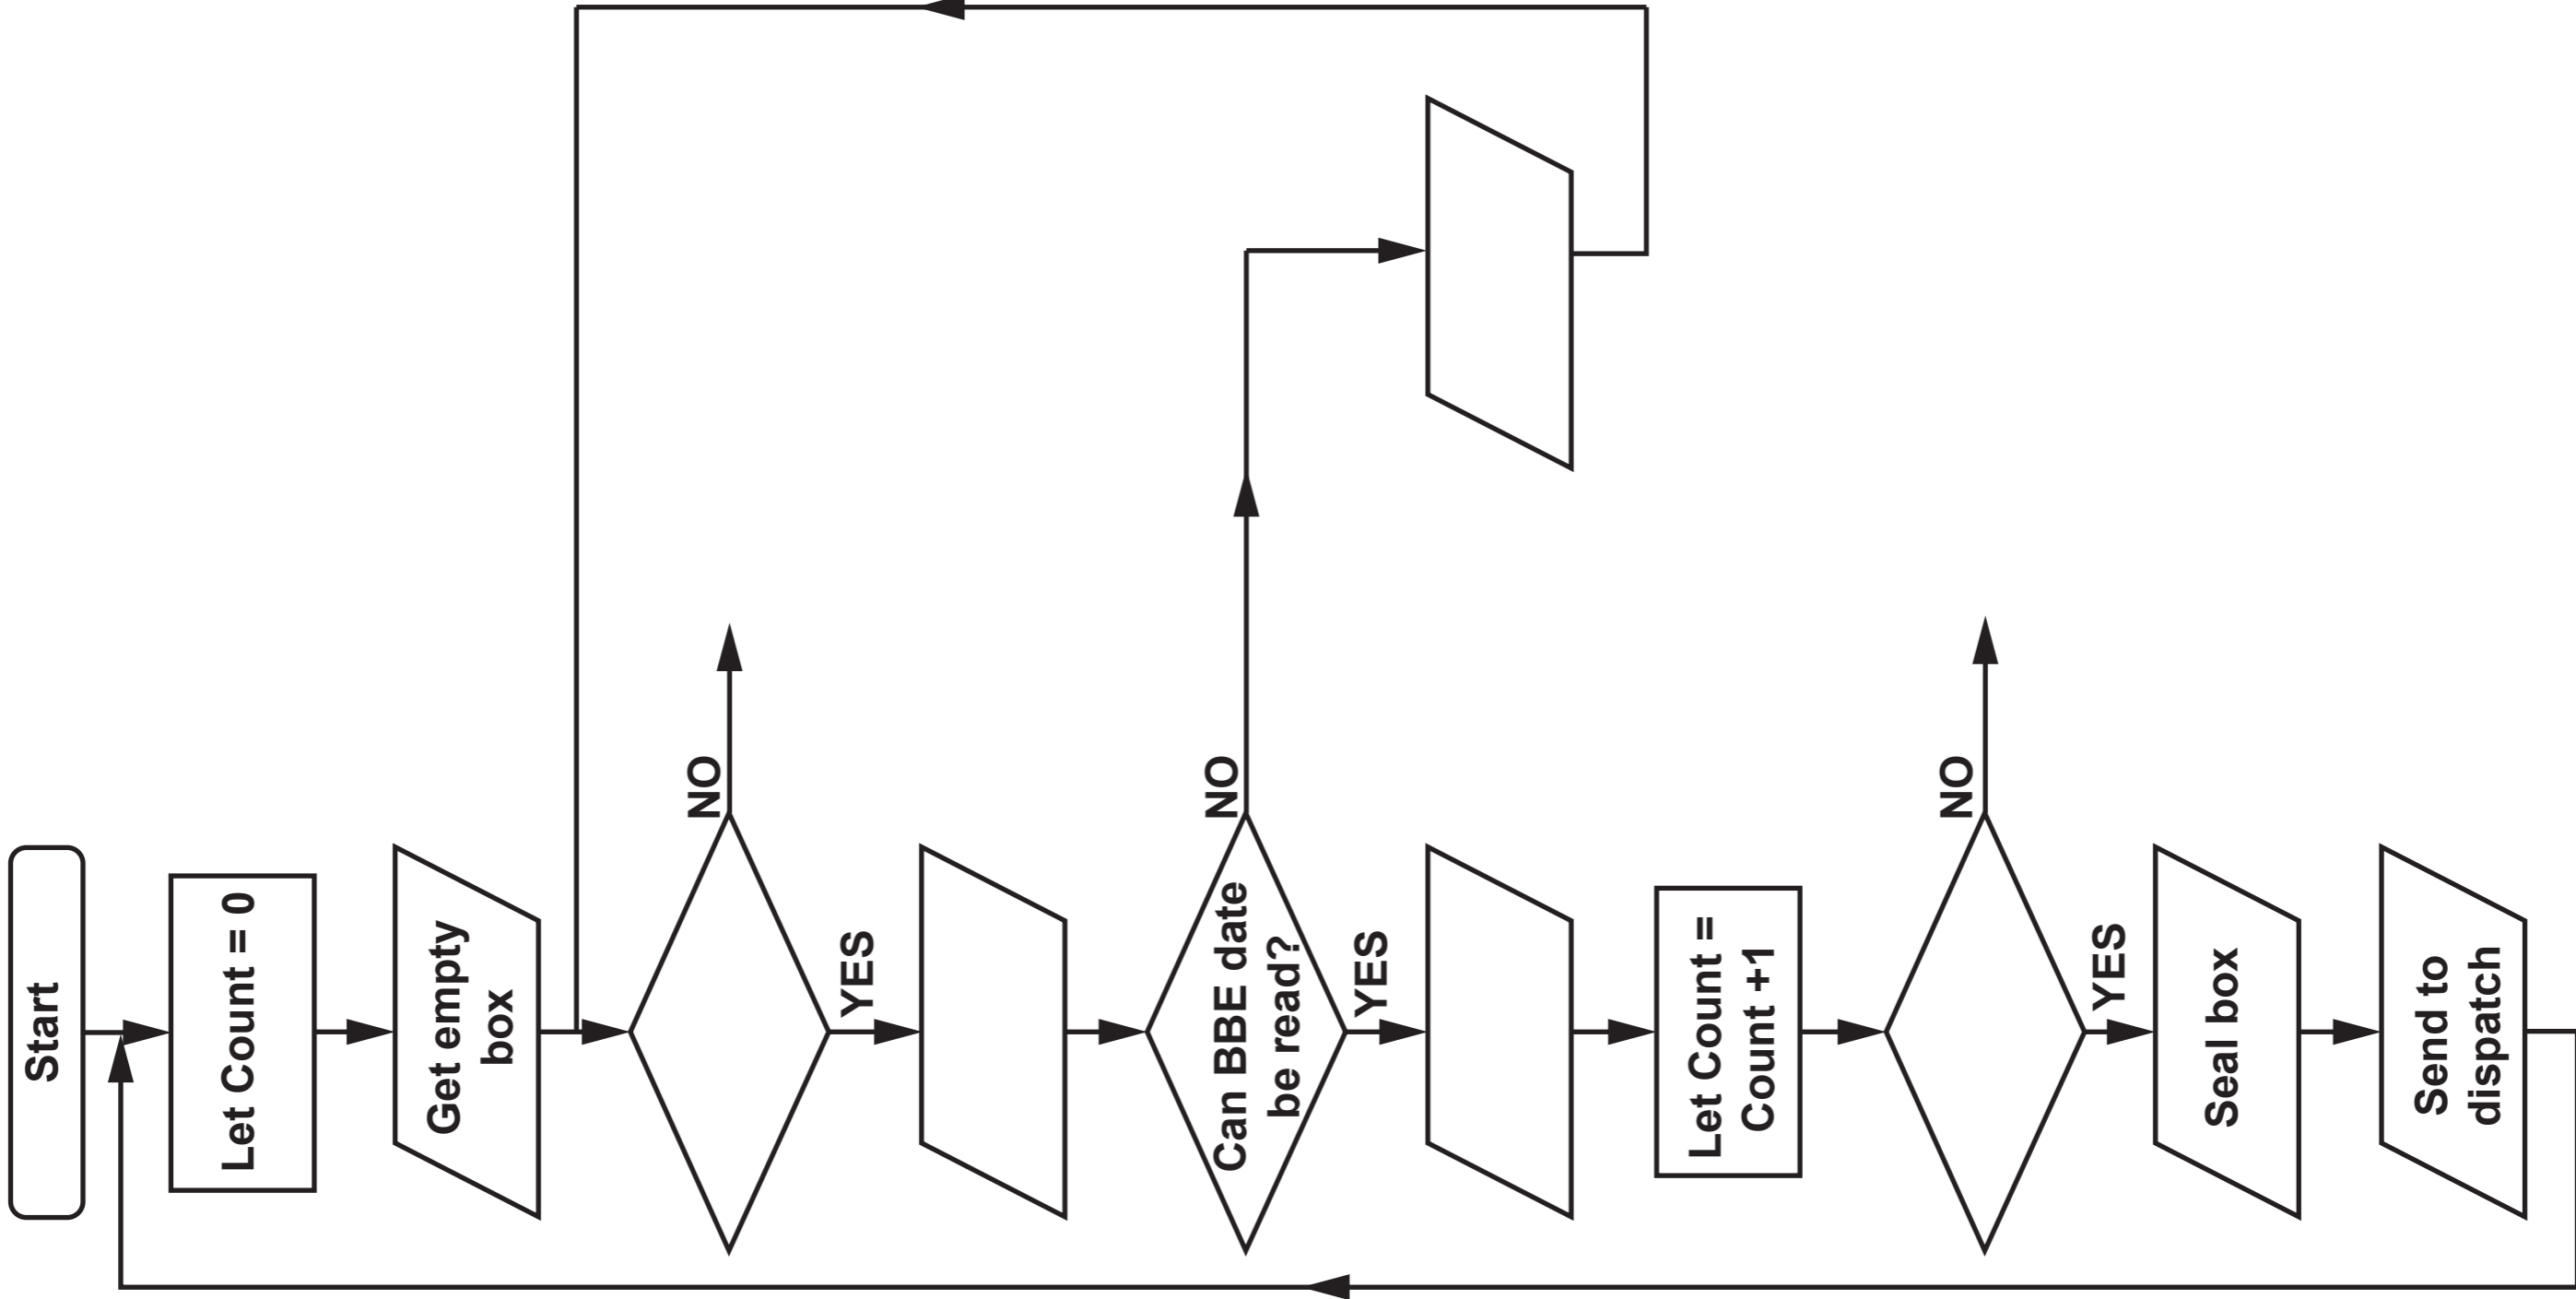 Start
Let Count = 0
Get empty
box
NO
YES
Can BBE date
be read?
NO
YES
Let Count =
Count +1
NO
YES
Seal box
Send to
dispatch